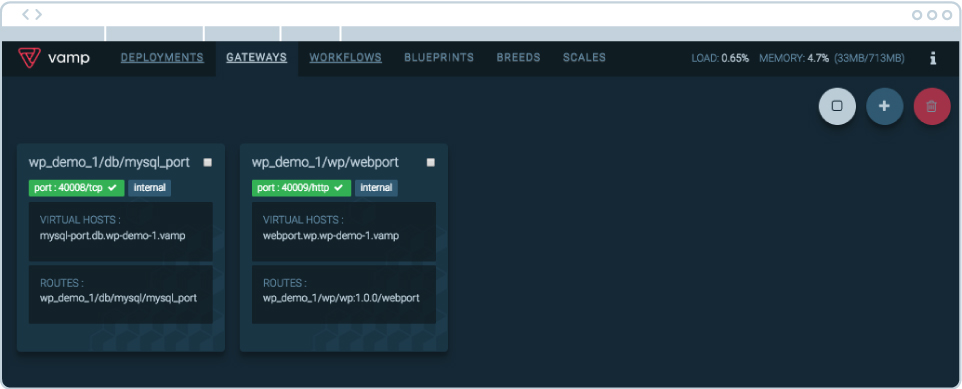 vamp DEPLOYMENTS GATEWAYS WORKFLOWS BLUEPRINTS BREEDS SCALES LOAD: 0.65% MEMORY: 4.7% (33MB/713MB)
wp_demo_1/db/mysql_port
port : 40008/tcp internal
VIRTUAL HOSTS :
mysql-port.db.wp-demo-1.vamp
ROUTES :
wp_demo_1/db/mysql/mysql_port
wp_demo_1/wp/webport
port : 40009/http internal
VIRTUAL HOSTS :
webport.wp.wp-demo-1.vamp
ROUTES :
wp_demo_1/wp/wp:1.0.0/webport